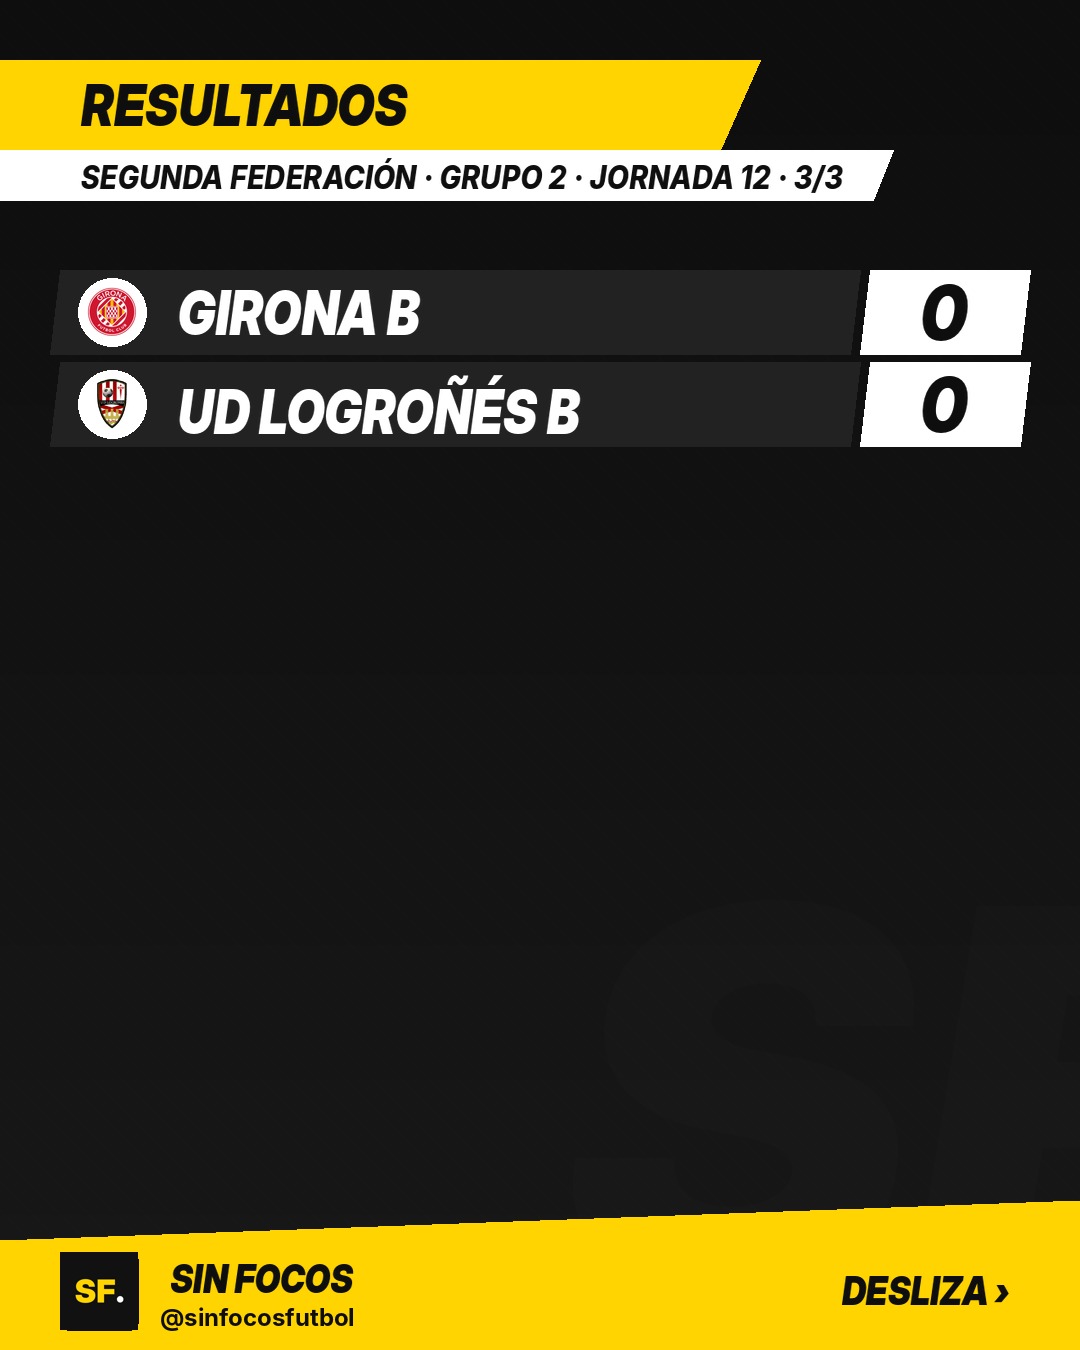 RESULTADOS
SEGUNDA FEDERACIÓN · GRUPO 2 · JORNADA 12 · 3/3
GIRONA B 0
UD LOGROÑÉS B 0
SF
SF.
SIN FOCOS
@sinfocosfutbol
DESLIZA ›